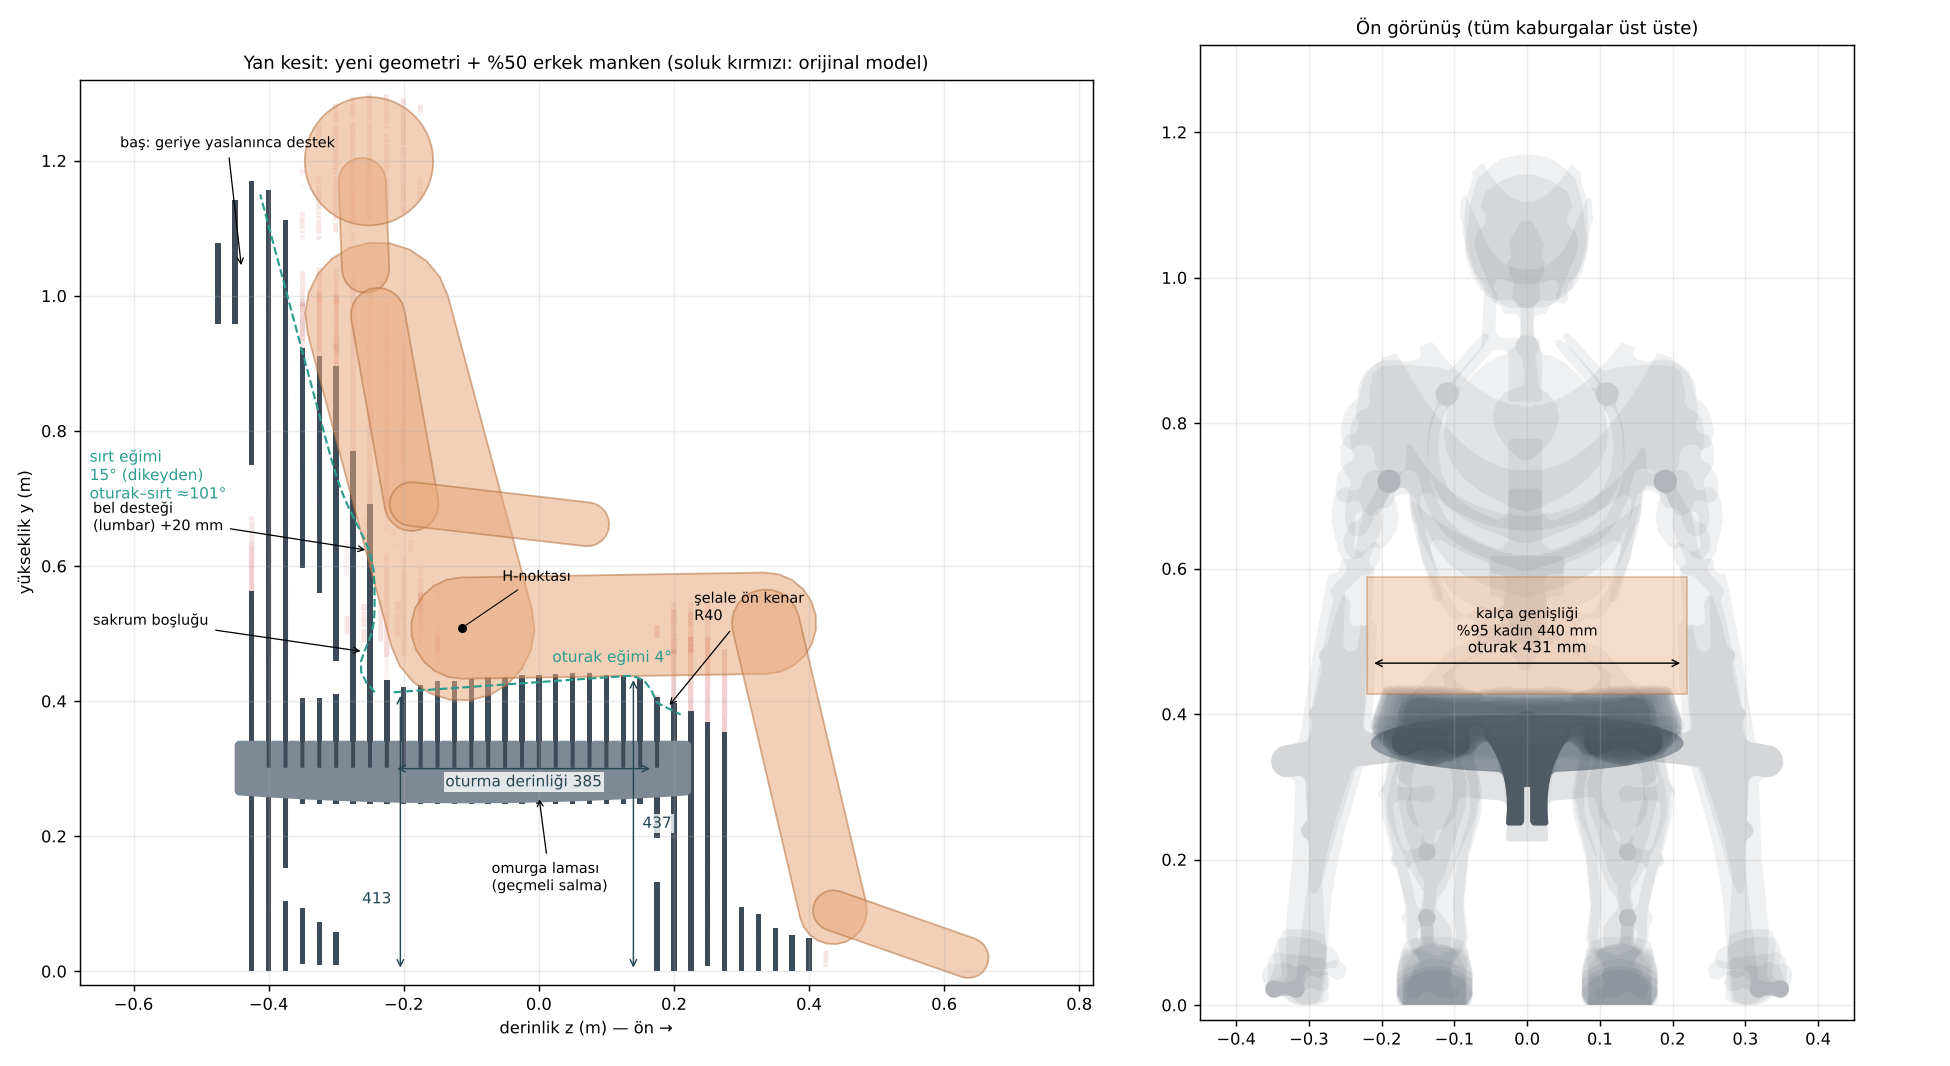 Yan kesit: yeni geometri + %50 erkek manken (soluk kırmızı: orijinal model)
baş: geriye yaslanınca destek
sırt eğimi
15° (dikeyden)
oturak–sırt ≈101°
bel desteği
(lumbar) +20 mm
sakrum boşluğu
H-noktası
şelale ön kenar
R40
oturak eğimi 4°
oturma derinliği 385
437
413
omurga laması
(geçmeli salma)
yükseklik y (m)
1.2
1.0
0.8
0.6
0.4
0.2
0.0
−0.6 −0.4 −0.2 0.0 0.2 0.4 0.6 0.8
derinlik z (m) — ön →
Ön görünüş (tüm kaburgalar üst üste)
kalça genişliği
%95 kadın 440 mm
oturak 431 mm
1.2
1.0
0.8
0.6
0.4
0.2
0.0
−0.4 −0.3 −0.2 −0.1 0.0 0.1 0.2 0.3 0.4